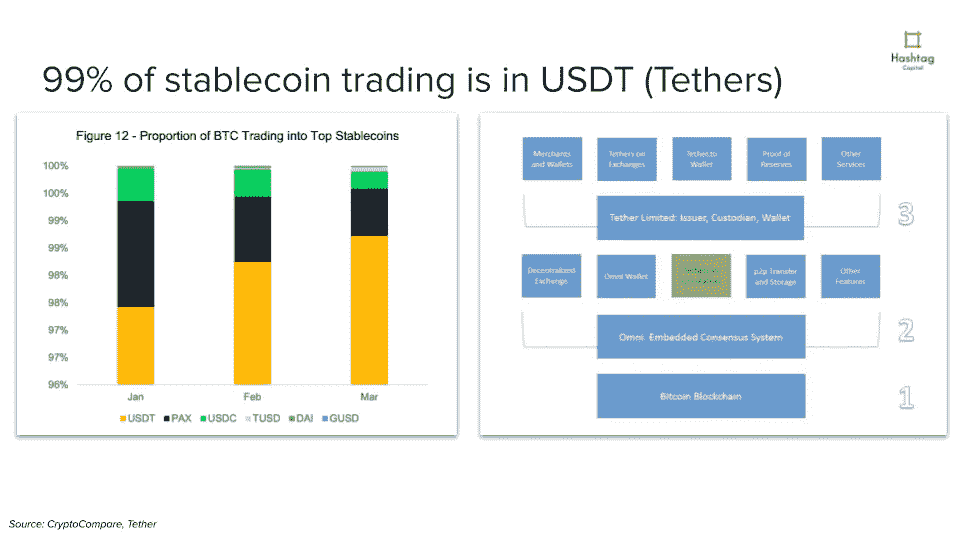 Hashtag
Capital
99% of stablecoin trading is in USDT (Tethers)
Figure 12 - Proportion of BTC Trading into Top Stablecoins
100%
100%
99%
99%
98%
98%
97%
97%
96%
Jan Feb Mar
USDT PAX USDC TUSD DAI GUSD
Merchants
and Wallets
Tethers on
Exchanges
Tether.to
Wallet
Proof of
Reserves
Other
Services
Tether Limited: Issuer, Custodian, Wallet
3
Decentralized
Exchange
Omni Wallet
p2p Transfer
and Storage
Other
Features
Omni Embedded Consensus System
2
Bitcoin Blockchain
1
Source: CryptoCompare, Tether